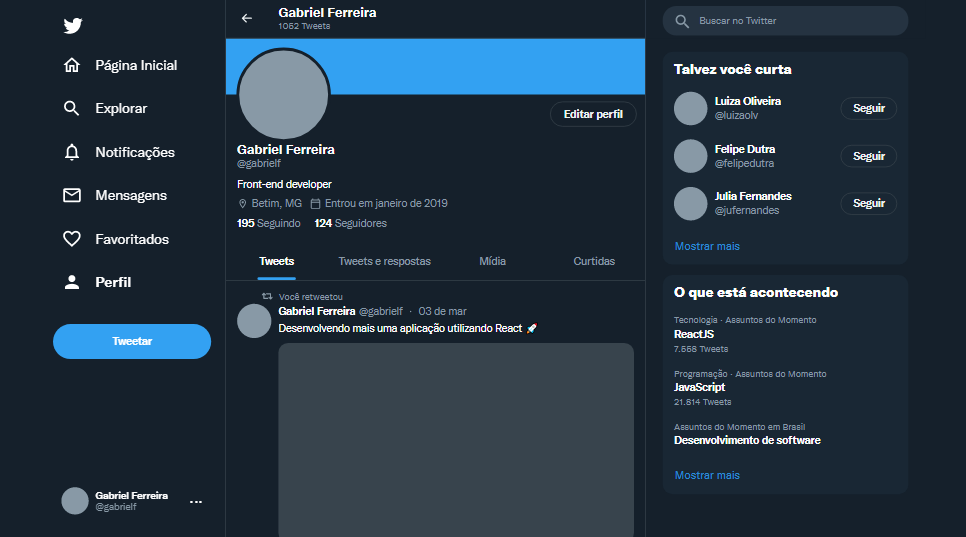 Página Inicial
Explorar
Notificações
Mensagens
Favoritados
Perfil
Tweetar
Gabriel Ferreira
@gabrielf
Gabriel Ferreira
1052 Tweets
Editar perfil
Gabriel Ferreira
@gabrielf
Front-end developer
Betim, MG Entrou em janeiro de 2019
195 Seguindo 124 Seguidores
Tweets Tweets e respostas Mídia Curtidas
Você retweetou
Gabriel Ferreira @gabrielf · 03 de mar
Desenvolvendo mais uma aplicação utilizando React 🚀
Buscar no Twitter
Talvez você curta
Luiza Oliveira
@luizaolv
Seguir
Felipe Dutra
@felipedutra
Seguir
Julia Fernandes
@jufernandes
Seguir
Mostrar mais
O que está acontecendo
Tecnologia · Assuntos do Momento
ReactJS
7.568 Tweets
Programação · Assuntos do Momento
JavaScript
21.814 Tweets
Assuntos do Momento em Brasil
Desenvolvimento de software
Mostrar mais